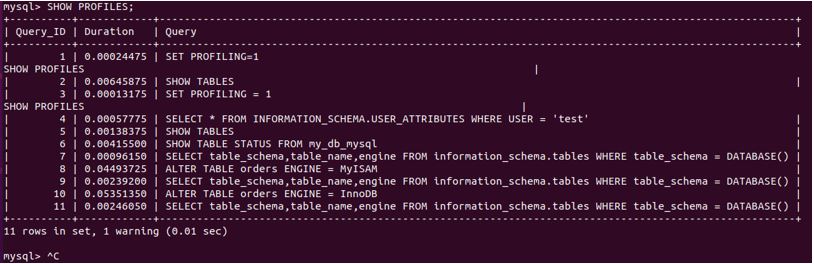 mysql> SHOW PROFILES;
+----------+------------+----------------------------------------------------------------------------------------------------+
| Query_ID | Duration   | Query                                                                                              |
+----------+------------+----------------------------------------------------------------------------------------------------+
|        1 | 0.00024475 | SET PROFILING=1
SHOW PROFILES                                                                           |
|        2 | 0.00645875 | SHOW TABLES                                                                                        |
|        3 | 0.00013175 | SET PROFILING = 1
SHOW PROFILES                                                                         |
|        4 | 0.00057775 | SELECT * FROM INFORMATION_SCHEMA.USER_ATTRIBUTES WHERE USER = 'test'                               |
|        5 | 0.00138375 | SHOW TABLES                                                                                        |
|        6 | 0.00415500 | SHOW TABLE STATUS FROM my_db_mysql                                                                 |
|        7 | 0.00096150 | SELECT table_schema,table_name,engine FROM information_schema.tables WHERE table_schema = DATABASE() |
|        8 | 0.04493725 | ALTER TABLE orders ENGINE = MyISAM                                                                 |
|        9 | 0.00239200 | SELECT table_schema,table_name,engine FROM information_schema.tables WHERE table_schema = DATABASE() |
|       10 | 0.05351350 | ALTER TABLE orders ENGINE = InnoDB                                                                 |
|       11 | 0.00246050 | SELECT table_schema,table_name,engine FROM information_schema.tables WHERE table_schema = DATABASE() |
+----------+------------+----------------------------------------------------------------------------------------------------+
11 rows in set, 1 warning (0.01 sec)
mysql> ^C